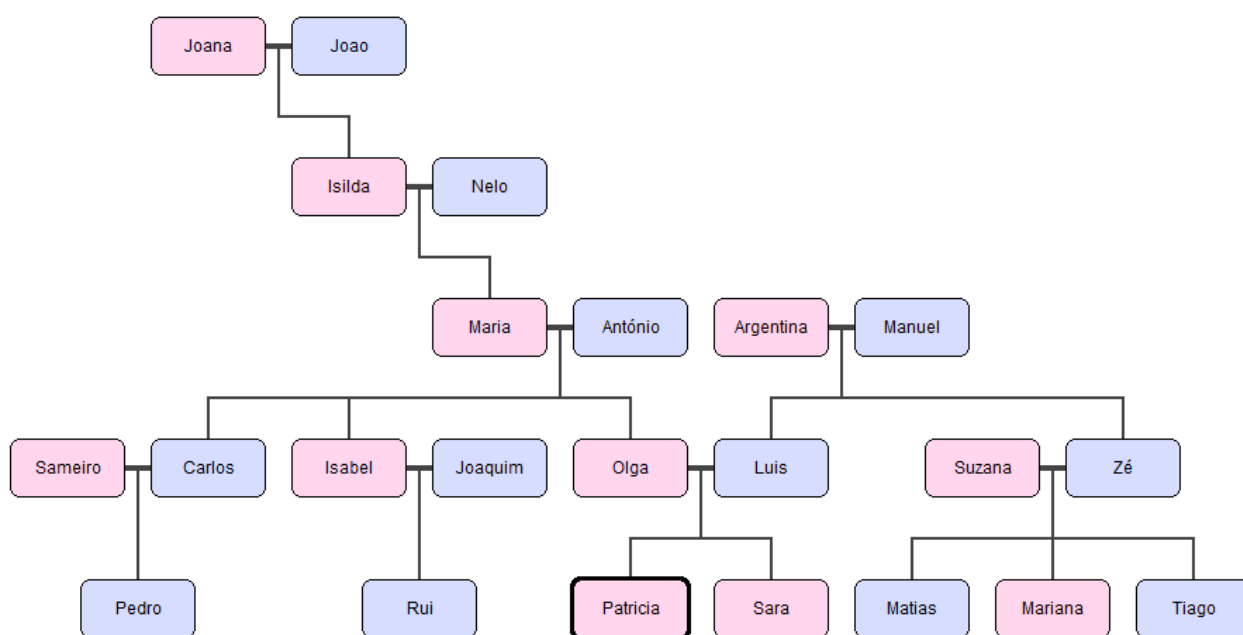 Joana Joao
Isilda Nelo
Maria António Argentina Manuel
Sameiro Carlos Isabel Joaquim Olga Luis Suzana Zé
Pedro Rui Patricia Sara Matias Mariana Tiago